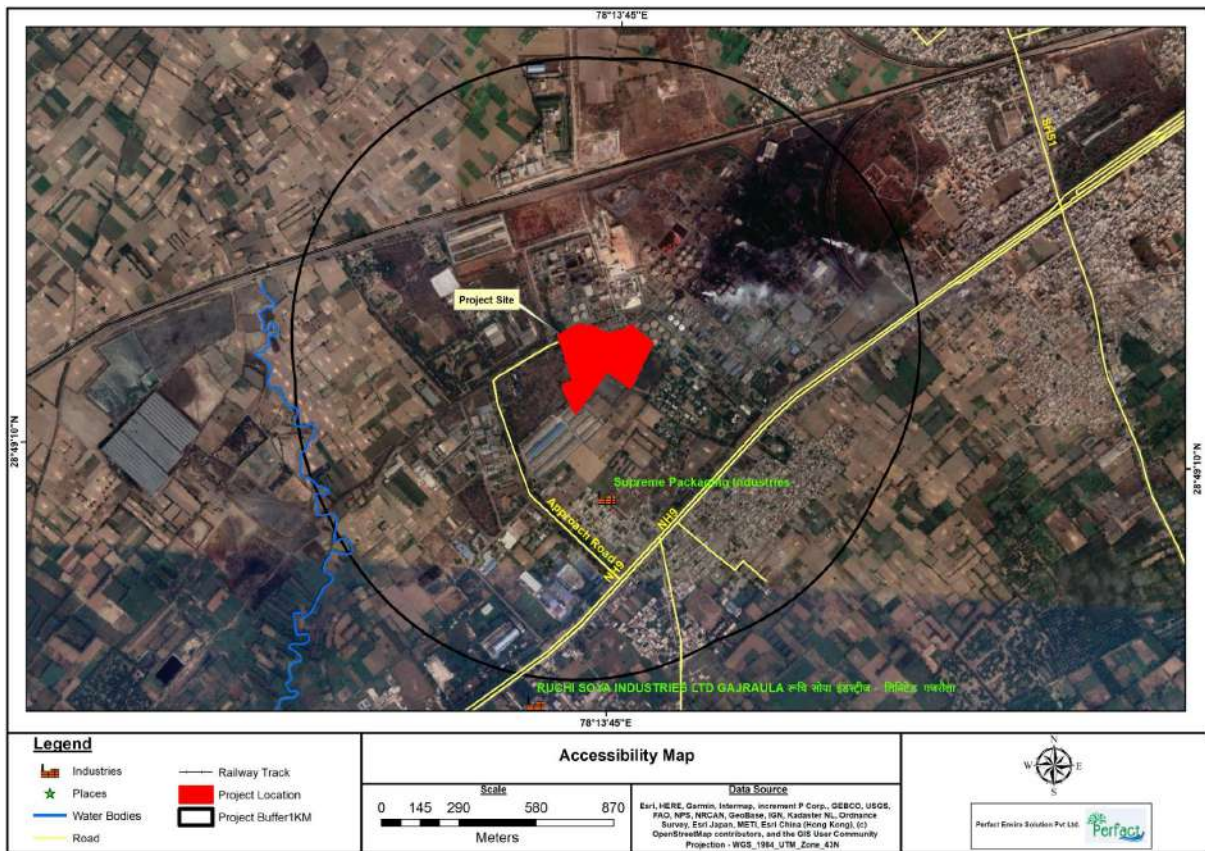 78°13'45"E
SH51
Project Site
28°49'10"N
28°49'10"N
Supreme Packaging Industries
NH9
Approach Road
NH9
RUCHI SOYA INDUSTRIES LTD GAJRAULA रूचि सोया इंडस्ट्रीज - लिमिटेड गजरौला
78°13'45"E
Legend
Industries
Places
Water Bodies
Road
Railway Track
Project Location
Project Buffer1KM
Accessibility Map
Scale
0 145 290 580 870
Meters
Data Source
Esri, HERE, Garmin, Intermap, increment P Corp., GEBCO, USGS,
FAO, NPS, NRCAN, GeoBase, IGN, Kadaster NL, Ordnance
Survey, Esri Japan, METI, Esri China (Hong Kong), (c)
OpenStreetMap contributors, and the GIS User Community
Projection - WGS_1984_UTM_Zone_43N
N
W E
S
Perfect Enviro Solution Pvt Ltd.
Perfect